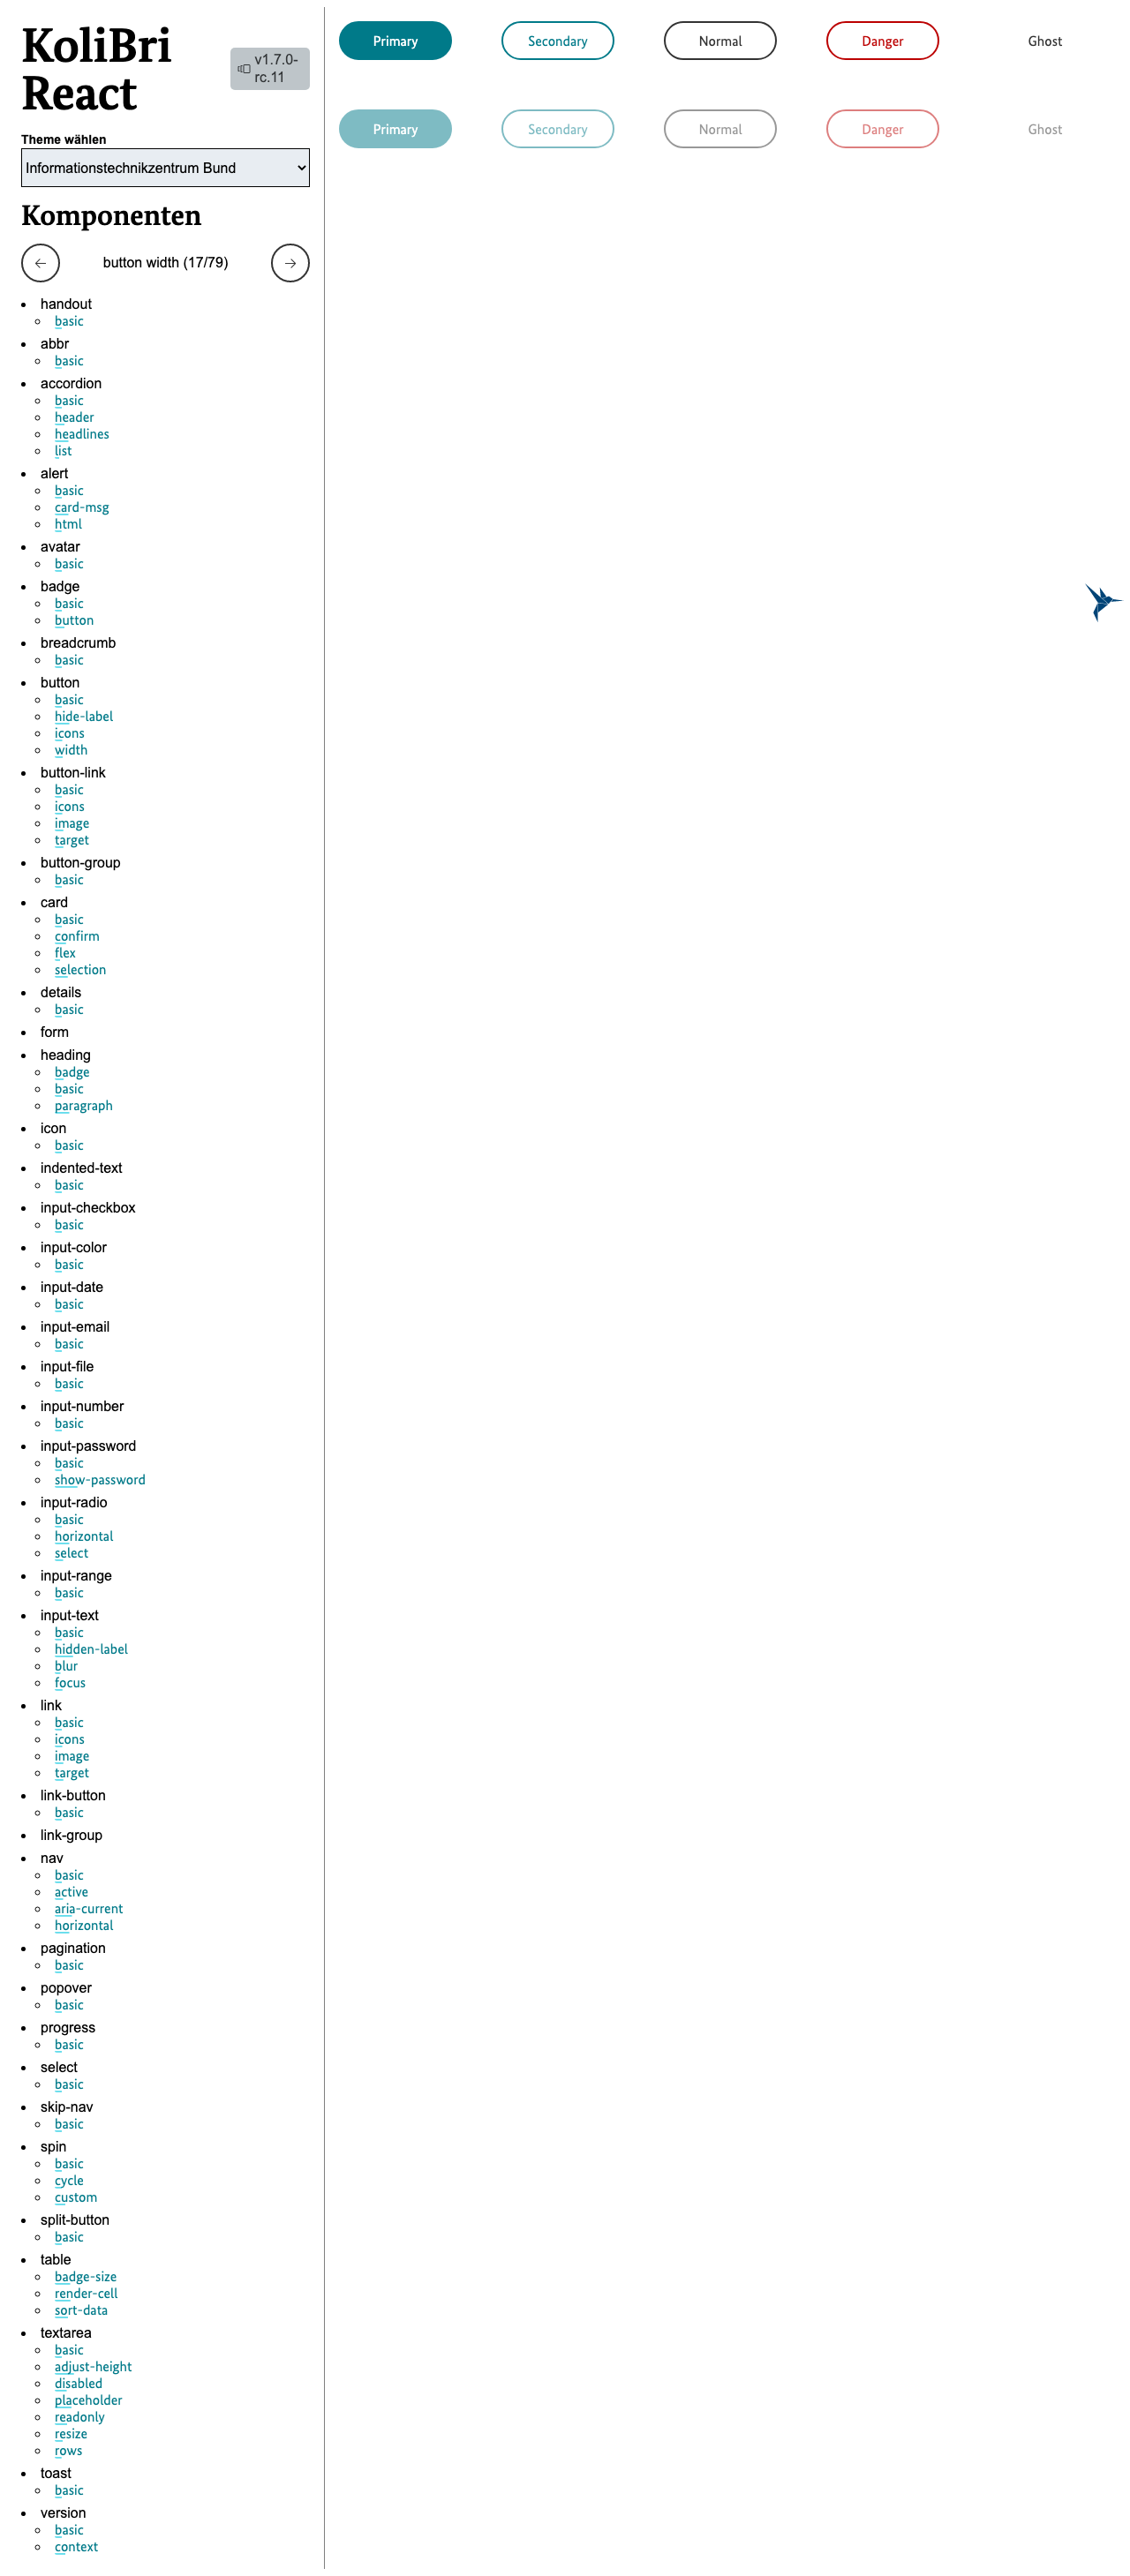 KoliBri
React
v1.7.0-
rc.11
Theme wählen
Informationstechnikzentrum Bund
Komponenten
button width (17/79)
handout
basic
abbr
basic
accordion
basic
header
headlines
list
alert
basic
card-msg
html
avatar
basic
badge
basic
button
breadcrumb
basic
button
basic
hide-label
icons
width
button-link
basic
icons
image
target
button-group
basic
card
basic
confirm
flex
selection
details
basic
form
heading
badge
basic
paragraph
icon
basic
indented-text
basic
input-checkbox
basic
input-color
basic
input-date
basic
input-email
basic
input-file
basic
input-number
basic
input-password
basic
show-password
input-radio
basic
horizontal
select
input-range
basic
input-text
basic
hidden-label
blur
focus
link
basic
icons
image
target
link-button
basic
link-group
nav
basic
active
aria-current
horizontal
pagination
basic
popover
basic
progress
basic
select
basic
skip-nav
basic
spin
basic
cycle
custom
split-button
basic
table
badge-size
render-cell
sort-data
textarea
basic
adjust-height
disabled
placeholder
readonly
resize
rows
toast
basic
version
basic
context
Primary Secondary Normal Danger Ghost
Primary Secondary Normal Danger Ghost